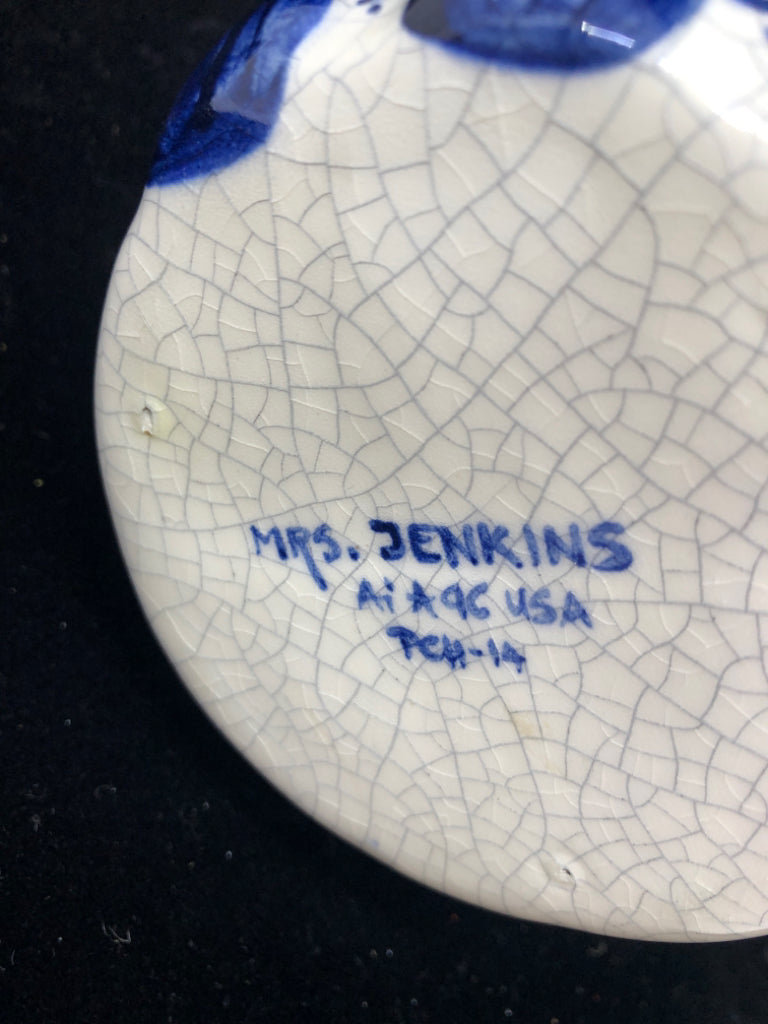 MRS. JENKINS
Ai A96 USA
PCH-14